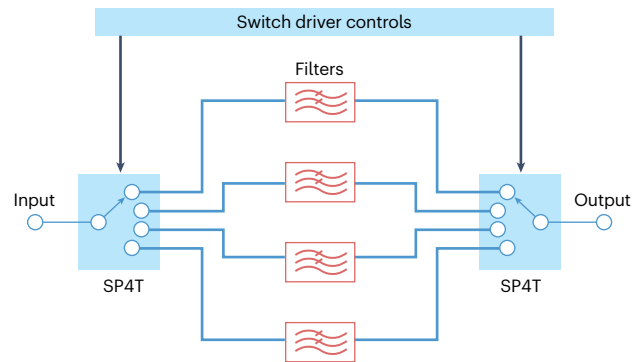 Switch driver controls
Filters
Input
Output
SP4T
SP4T